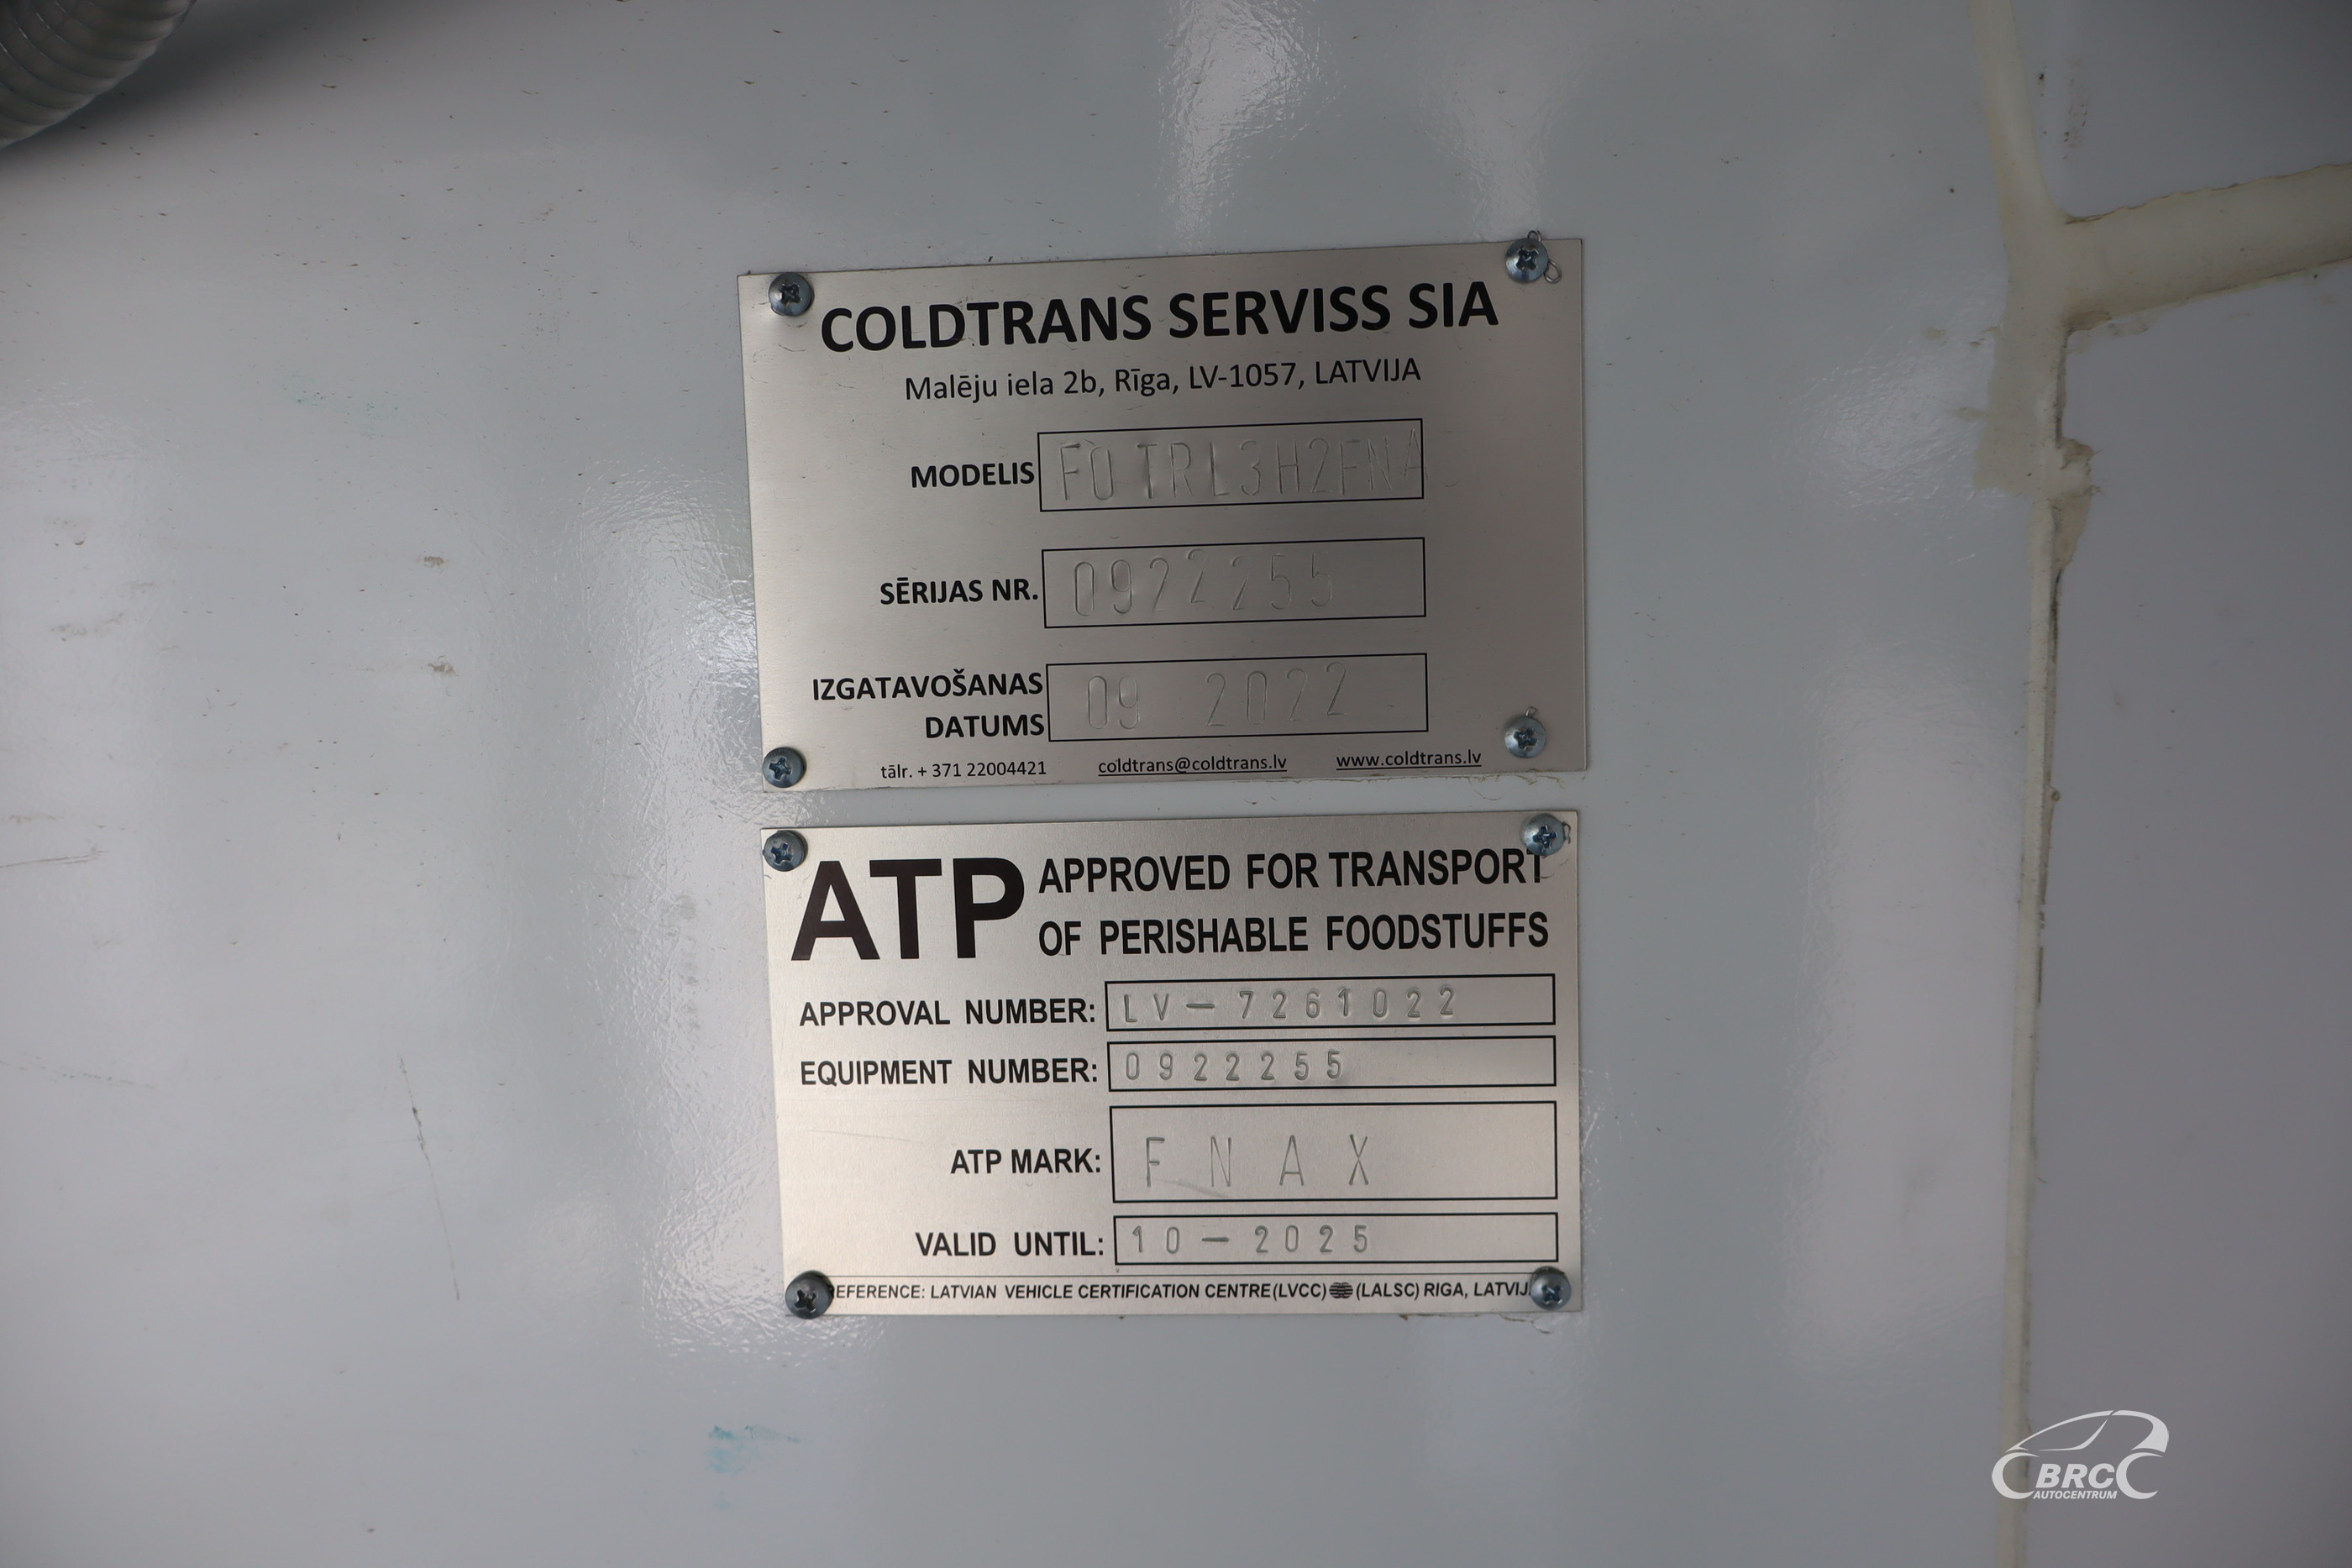 COLDTRANS SERVISS SIA
Malēju iela 2b, Rīga, LV-1057, LATVIJA
MODELIS FO TRL3H2FNA
SĒRIJAS NR. 0922255
IZGATAVOŠANAS
DATUMS 09 2022
tālr. + 371 22004421 coldtrans@coldtrans.lv www.coldtrans.lv
ATP APPROVED FOR TRANSPORT
OF PERISHABLE FOODSTUFFS
APPROVAL NUMBER: LV-7261022
EQUIPMENT NUMBER: 0922255
ATP MARK: FNAX
VALID UNTIL: 10-2025
EFERENCE: LATVIAN VEHICLE CERTIFICATION CENTRE (LVCC) (LALSC) RIGA, LATVIJ
BRC
AUTOCENTRUM